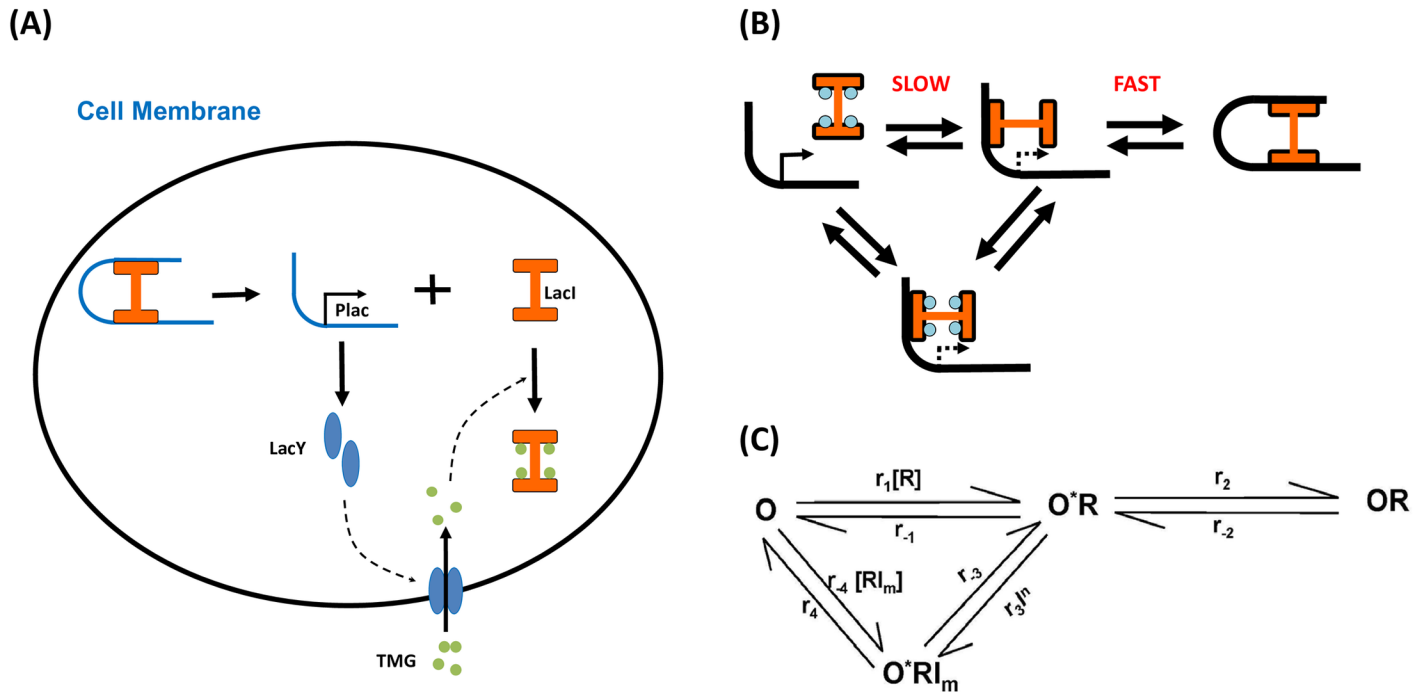 (A)
Cell Membrane
Plac
LacI
LacY
TMG
(B)
SLOW
FAST
(C)
r₁[R]
r₂
O
O*R
OR
r₋₁
r₋₂
r₋₄ [RIₘ]
r₄
r₋₃
r₃Iⁿ
O*RIₘ